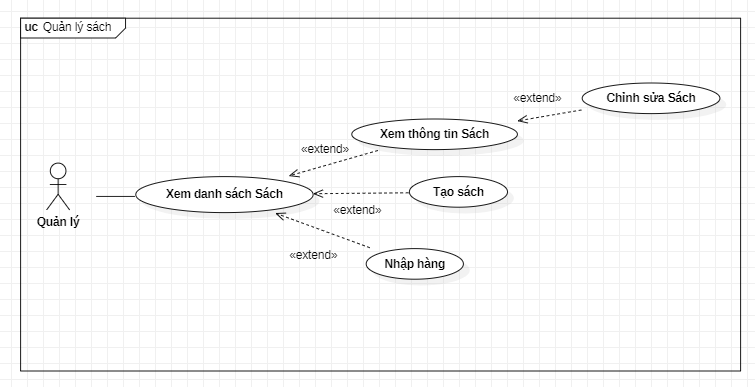 uc Quản lý sách
«extend»
Chỉnh sửa Sách
Xem thông tin Sách
«extend»
Xem danh sách Sách
Tạo sách
«extend»
Quản lý
«extend»
Nhập hàng